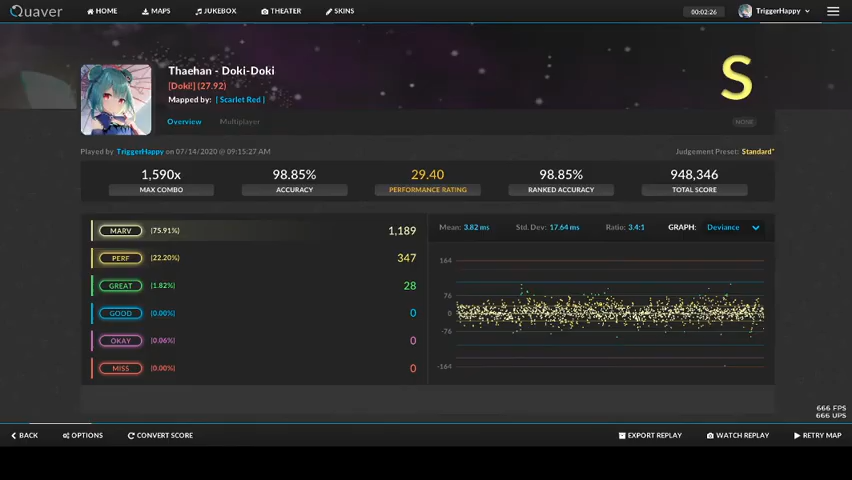 Quaver
HOME
MAPS
JUKEBOX
THEATER
SKINS
00:02:26
TriggerHappy
Thaehan - Doki-Doki
[Doki!] (27.92)
Mapped by: | Scarlet Red |
S
Overview
Multiplayer
NONE
Played by TriggerHappy on 07/14/2020 @ 09:15:27 AM
Judgement Preset: Standard*
1,590x
MAX COMBO
98.85%
ACCURACY
29.40
PERFORMANCE RATING
98.85%
RANKED ACCURACY
948,346
TOTAL SCORE
MARV (75.91%) 1,189
PERF (22.20%) 347
GREAT (1.82%) 28
GOOD (0.00%) 0
OKAY (0.06%) 0
MISS (0.00%) 0
Mean: 3.82 ms
Std. Dev: 17.64 ms
Ratio: 3.4:1
GRAPH: Deviance
164
76
0
-76
-164
666 FPS
666 UPS
BACK
OPTIONS
CONVERT SCORE
EXPORT REPLAY
WATCH REPLAY
RETRY MAP